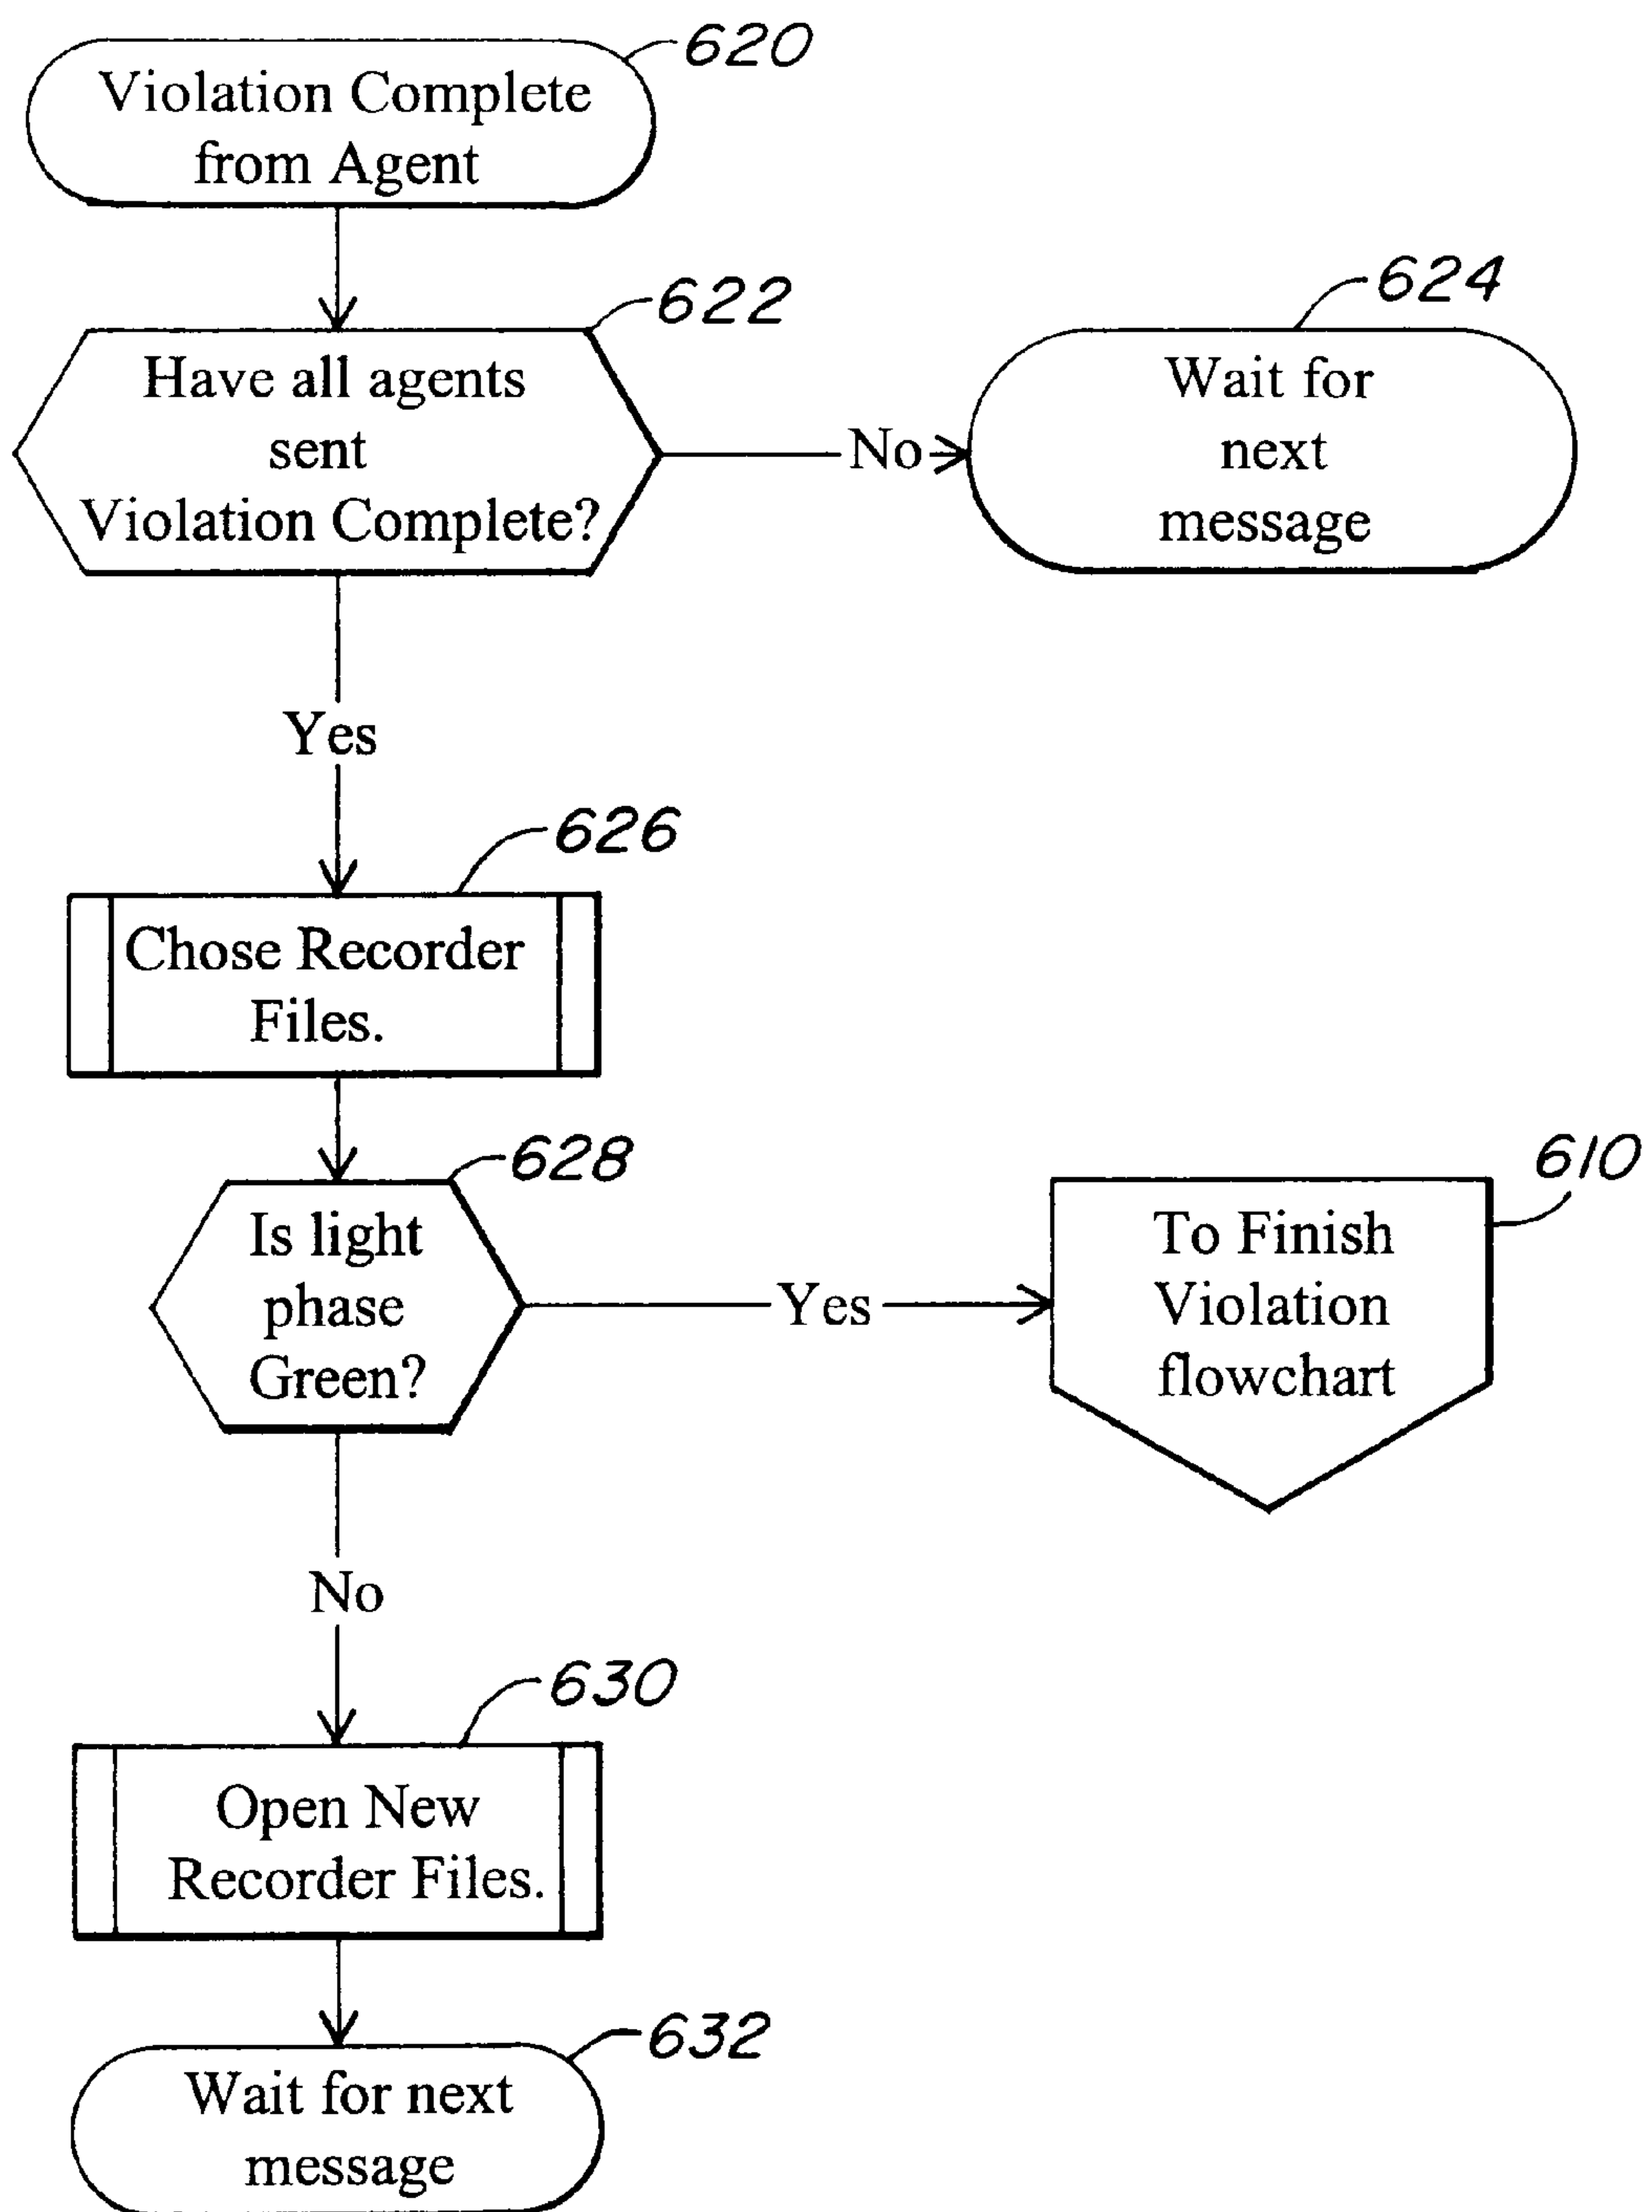 620
Violation Complete
from Agent
622
Have all agents
sent
Violation Complete?
No
624
Wait for
next
message
Yes
626
Chose Recorder
Files.
628
Is light
phase
Green?
Yes
610
To Finish
Violation
flowchart
No
630
Open New
Recorder Files.
632
Wait for next
message